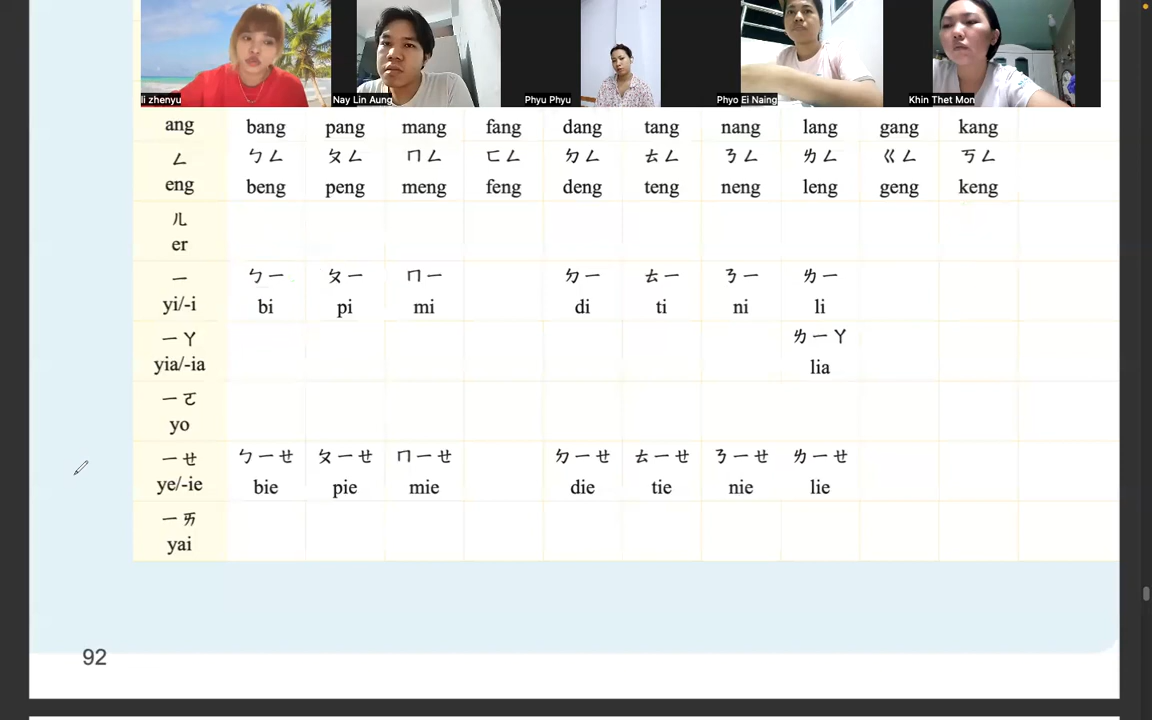 li zhenyu Nay Lin Aung Phyu Phyu Phyo Ei Naing Khin Thet Mon
ang bang pang mang fang dang tang nang lang gang kang
ㄥ ㄅㄥ ㄆㄥ ㄇㄥ ㄈㄥ ㄉㄥ ㄊㄥ ㄋㄥ ㄌㄥ ㄍㄥ ㄎㄥ
eng beng peng meng feng deng teng neng leng geng keng
ㄦ
er
ㄧ ㄅㄧ ㄆㄧ ㄇㄧ ㄉㄧ ㄊㄧ ㄋㄧ ㄌㄧ
yi/-i bi pi mi di ti ni li
ㄧㄚ ㄌㄧㄚ
yia/-ia lia
ㄧㄛ
yo
ㄧㄝ ㄅㄧㄝ ㄆㄧㄝ ㄇㄧㄝ ㄉㄧㄝ ㄊㄧㄝ ㄋㄧㄝ ㄌㄧㄝ
ye/-ie bie pie mie die tie nie lie
ㄧㄞ
yai
92